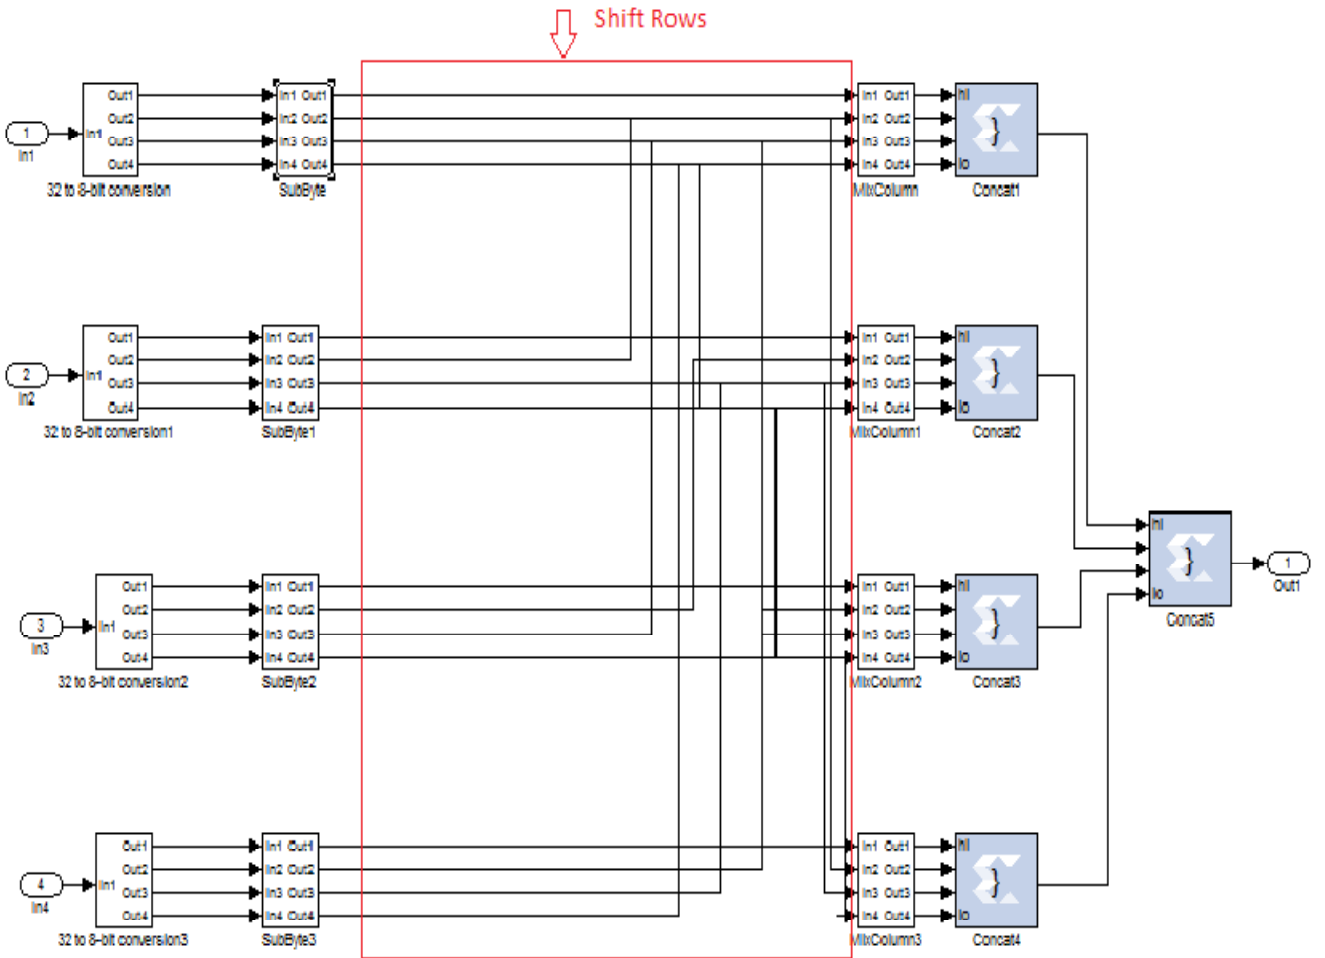 Shift Rows
1
In1
In1
Out1
Out2
Out3
Out4
32 to 8-bit conversion
In1 Out1
In2 Out2
In3 Out3
In4 Out4
SubByte
In1 Out1
In2 Out2
In3 Out3
In4 Out4
MixColumn
hi
}
lo
Concat1
2
In2
In1
Out1
Out2
Out3
Out4
32 to 8-bit conversion1
In1 Out1
In2 Out2
In3 Out3
In4 Out4
SubByte1
In1 Out1
In2 Out2
In3 Out3
In4 Out4
MixColumn1
hi
}
lo
Concat2
3
In3
In1
Out1
Out2
Out3
Out4
32 to 8-bit conversion2
In1 Out1
In2 Out2
In3 Out3
In4 Out4
SubByte2
In1 Out1
In2 Out2
In3 Out3
In4 Out4
MixColumn2
hi
}
lo
Concat3
hi
}
lo
Concat5
1
Out1
4
In4
In1
Out1
Out2
Out3
Out4
32 to 8-bit conversion3
In1 Out1
In2 Out2
In3 Out3
In4 Out4
SubByte3
In1 Out1
In2 Out2
In3 Out3
In4 Out4
MixColumn3
hi
}
lo
Concat4